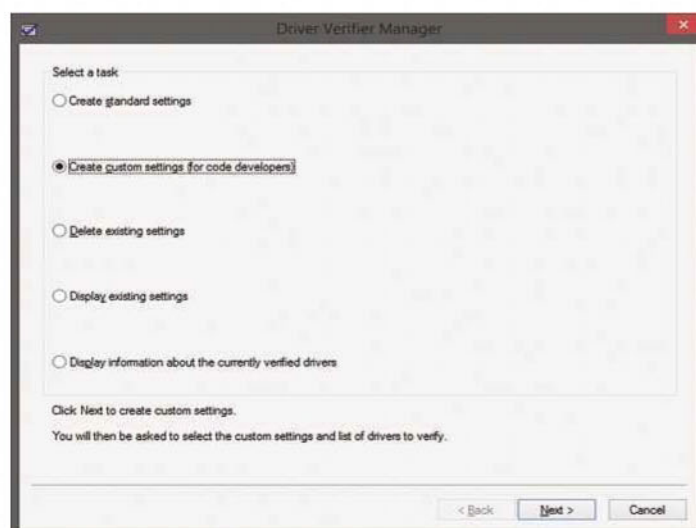 Driver Verifier Manager
Select a task
Create standard settings
Create custom settings (for code developers)
Delete existing settings
Display existing settings
Display information about the currently verified drivers
Click Next to create custom settings.
You will then be asked to select the custom settings and list of drivers to verify.
< Back Next > Cancel